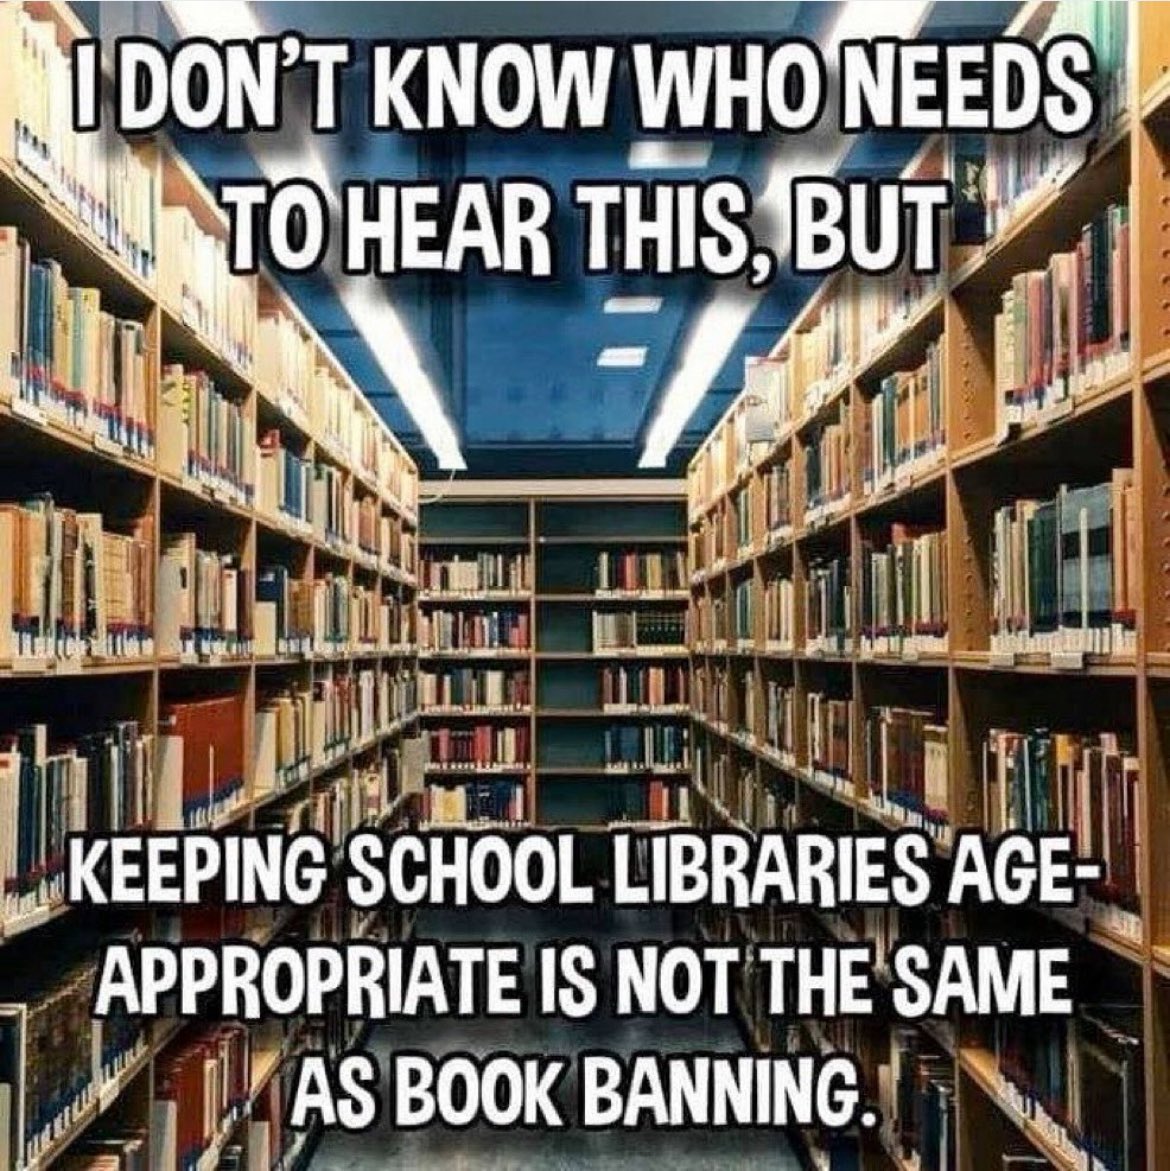 I DON'T KNOW WHO NEEDS
TO HEAR THIS, BUT
KEEPING SCHOOL LIBRARIES AGE-
APPROPRIATE IS NOT THE SAME
AS BOOK BANNING.